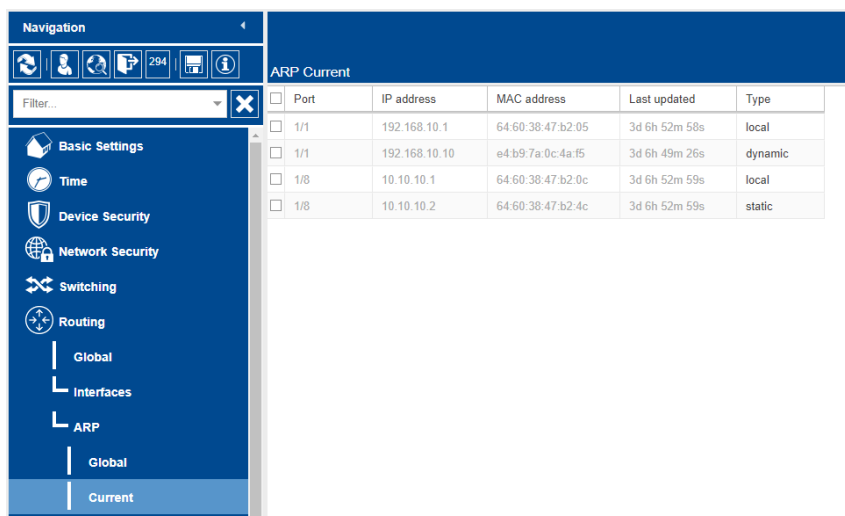 Navigation
294
Filter...
Basic Settings
Time
Device Security
Network Security
Switching
Routing
Global
Interfaces
ARP
Global
Current
ARP Current
Port IP address MAC address Last updated Type
1/1 192.168.10.1 64:60:38:47:b2:05 3d 6h 52m 58s local
1/1 192.168.10.10 e4:b9:7a:0c:4a:f5 3d 6h 49m 26s dynamic
1/8 10.10.10.1 64:60:38:47:b2:0c 3d 6h 52m 59s local
1/8 10.10.10.2 64:60:38:47:b2:4c 3d 6h 52m 59s static